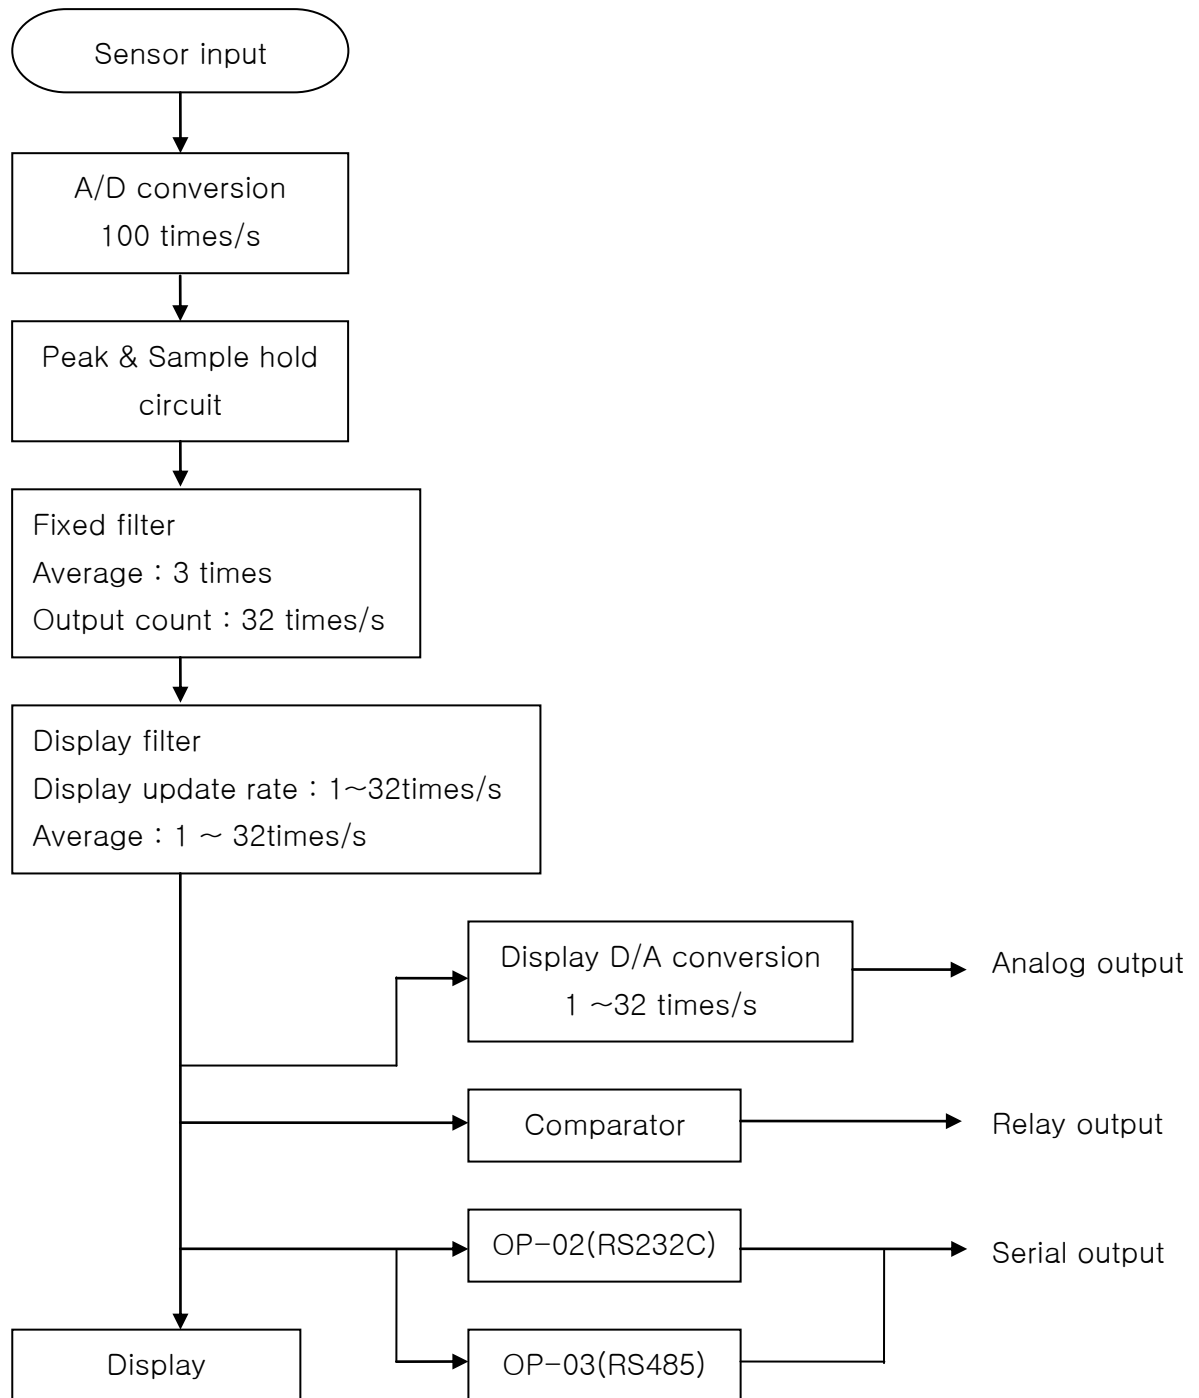 Sensor input
A/D conversion
100 times/s
Peak & Sample hold
circuit
Fixed filter
Average : 3 times
Output count : 32 times/s
Display filter
Display update rate : 1~32times/s
Average : 1 ~ 32times/s
Display D/A conversion
1 ~32 times/s
Analog output
Comparator
Relay output
OP-02(RS232C)
Serial output
OP-03(RS485)
Display